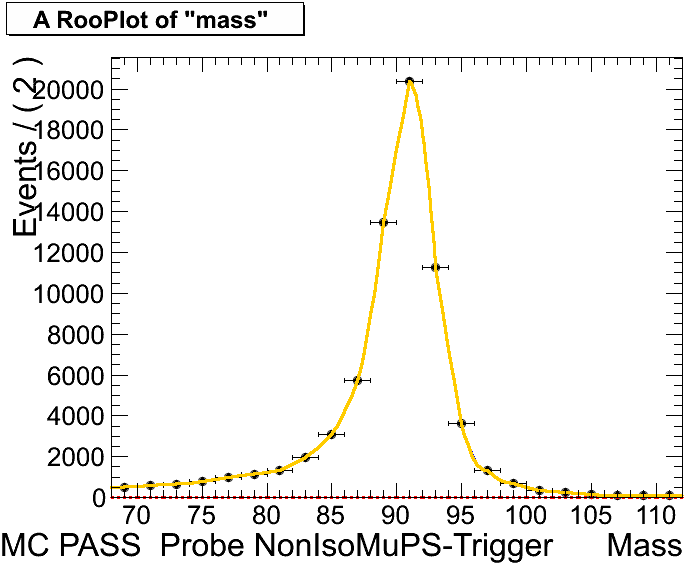 A RooPlot of "mass"
Events / ( 2 )
20000
18000
16000
14000
12000
10000
8000
6000
4000
2000
0
70 75 80 85 90 95 100 105 110
MC PASS Probe NonIsoMuPS-Trigger Mass